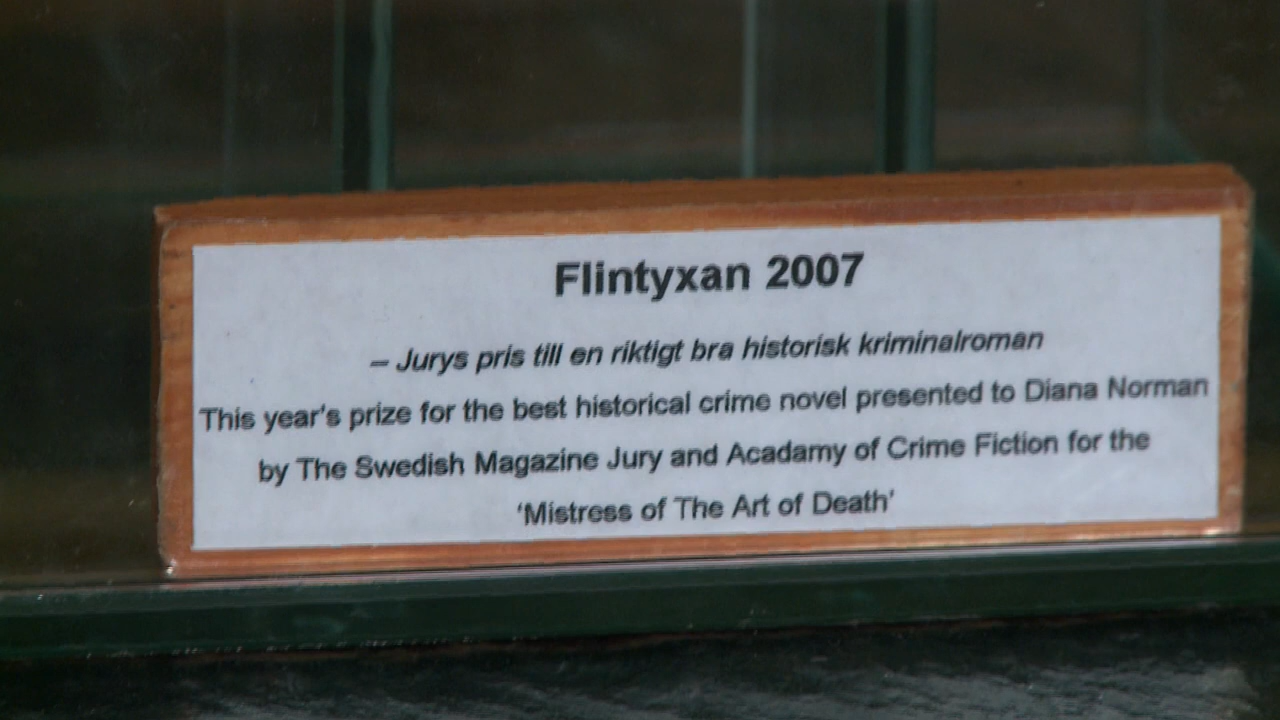 Flintyxan 2007
– Jurys pris till en riktigt bra historisk kriminalroman
This year's prize for the best historical crime novel presented to Diana Norman
by The Swedish Magazine Jury and Acadamy of Crime Fiction for the
'Mistress of The Art of Death'